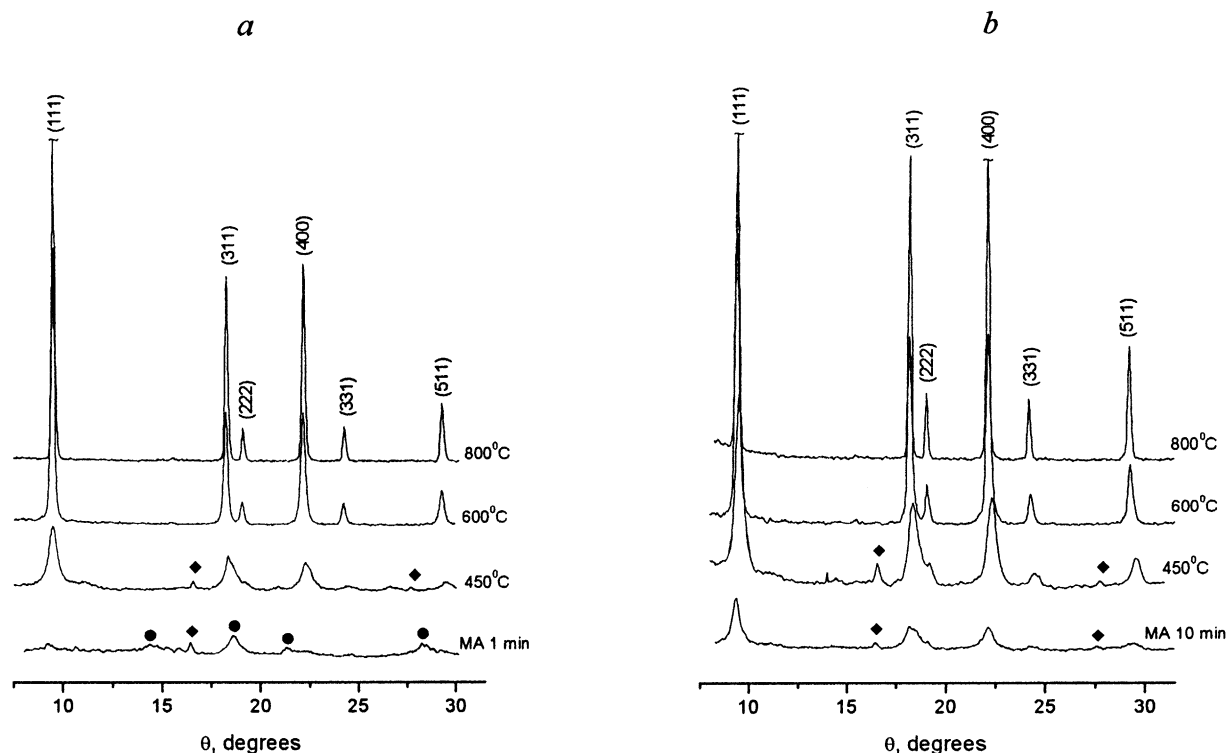 a
(111)
(311)
(222)
(400)
(331)
(511)
800⁰C
600⁰C
450⁰C
MA 1 min
10 15 20 25 30
θ, degrees
b
(111)
(311)
(222)
(400)
(331)
(511)
800⁰C
600⁰C
450⁰C
MA 10 min
10 15 20 25 30
θ, degrees